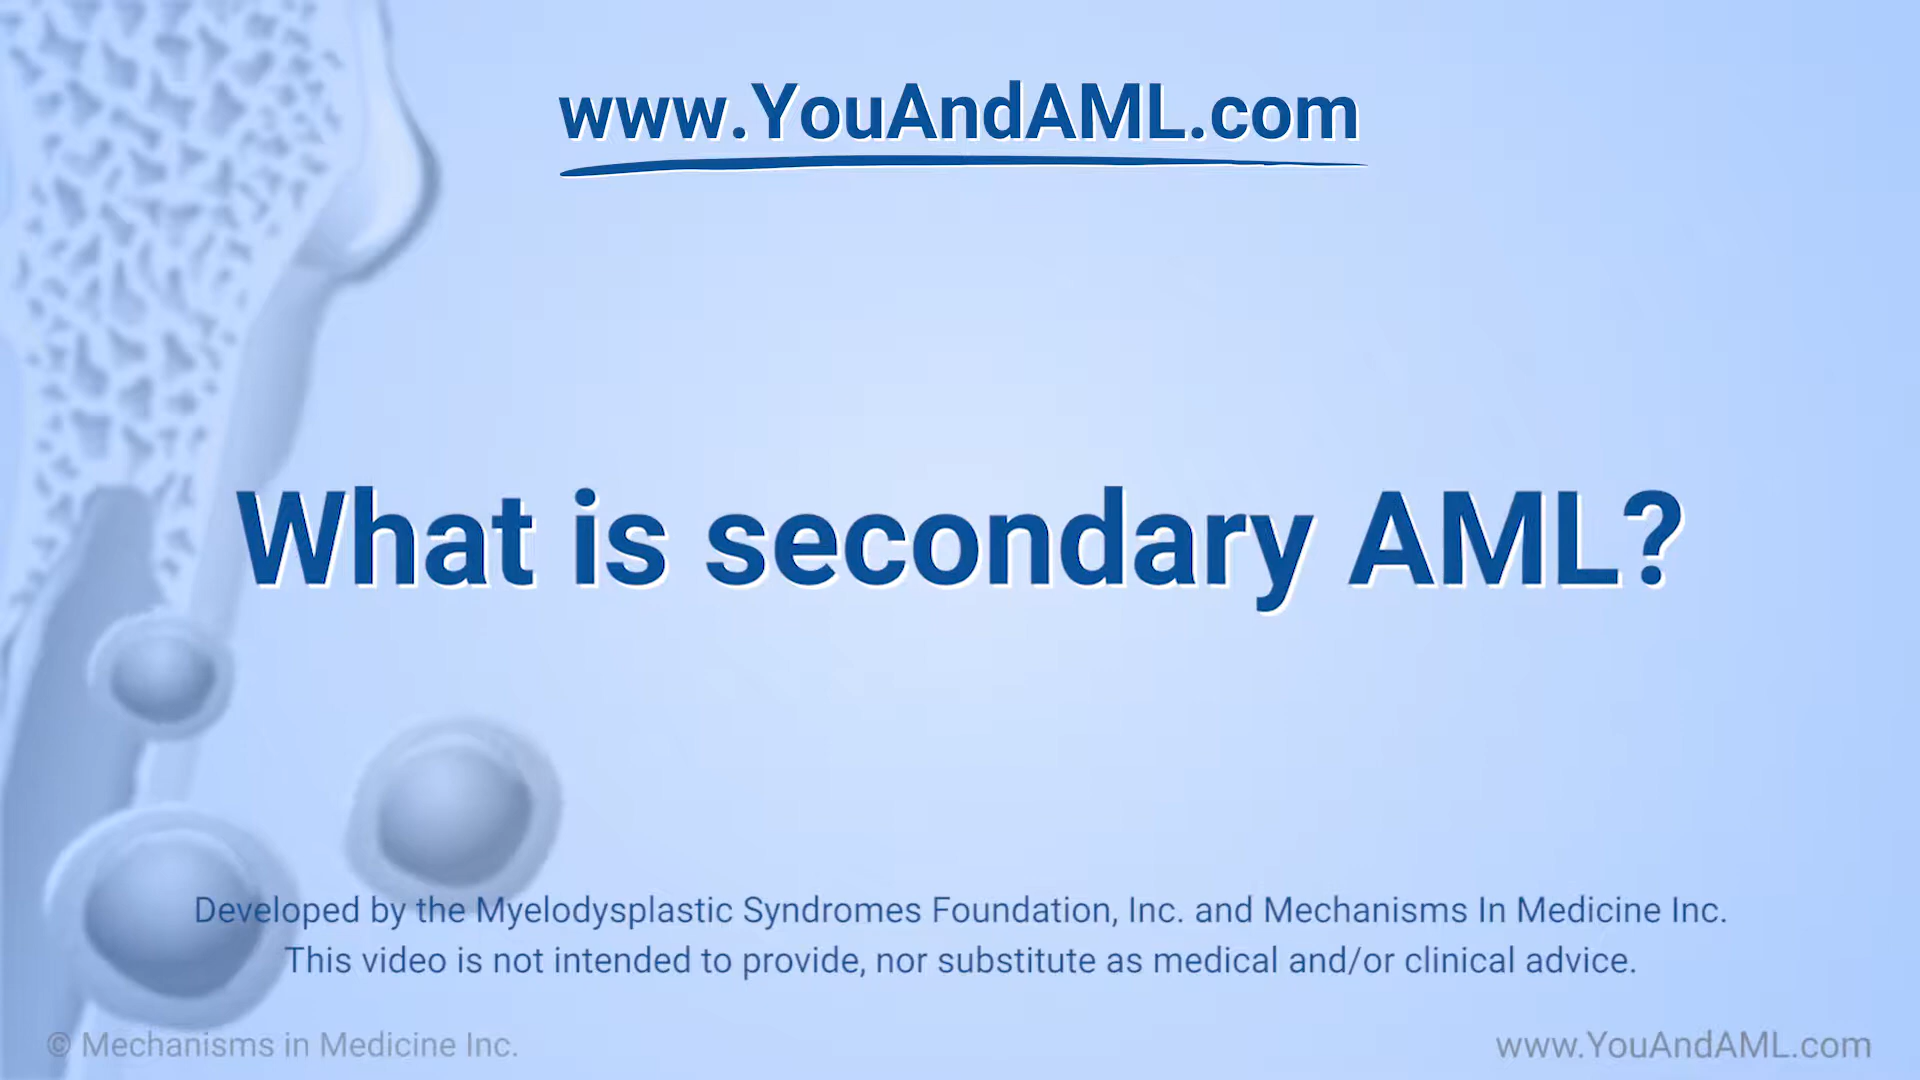 www.YouAndAML.com
What is secondary AML?
Developed by the Myelodysplastic Syndromes Foundation, Inc. and Mechanisms In Medicine Inc.
This video is not intended to provide, nor substitute as medical and/or clinical advice.
© Mechanisms in Medicine Inc.
www.YouAndAML.com